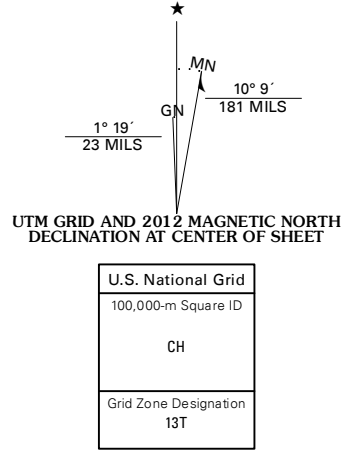 ★
MN
GN
10° 9´
181 MILS
1° 19´
23 MILS
UTM GRID AND 2012 MAGNETIC NORTH
DECLINATION AT CENTER OF SHEET
U.S. National Grid
100,000-m Square ID
CH
Grid Zone Designation
13T